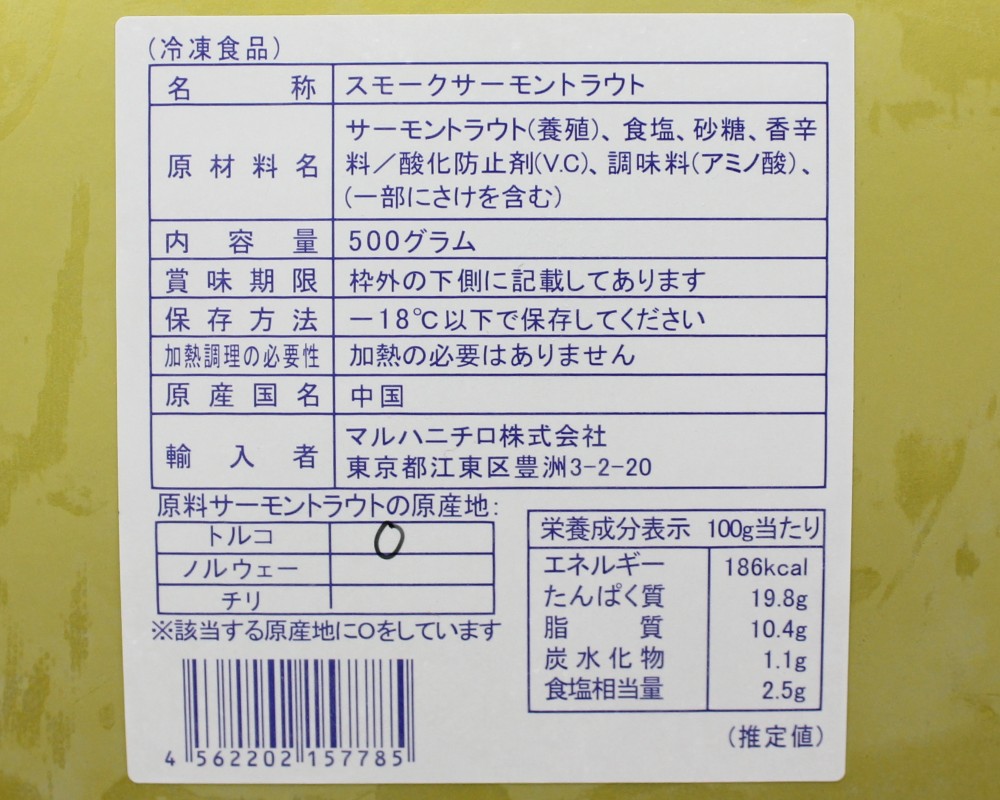 (冷凍食品)
名称 スモークサーモントラウト
原材料名 サーモントラウト(養殖)、食塩、砂糖、香辛
料/酸化防止剤(V.C)、調味料(アミノ酸)、
(一部にさけを含む)
内容量 500グラム
賞味期限 枠外の下側に記載してあります
保存方法 -18℃以下で保存してください
加熱調理の必要性 加熱の必要はありません
原産国名 中国
輸入者 マルハニチロ株式会社
東京都江東区豊洲3-2-20
原料サーモントラウトの原産地:
トルコ ○
ノルウェー
チリ
※該当する原産地に○をしています
4 562202 157785
栄養成分表示 100g当たり
エネルギー 186kcal
たんぱく質 19.8g
脂質 10.4g
炭水化物 1.1g
食塩相当量 2.5g
(推定値)